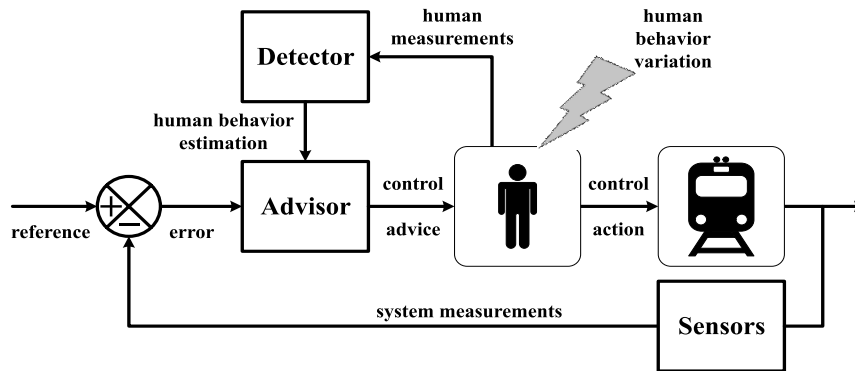 human
measurements
human
behavior
variation
Detector
human behavior
estimation
control
advice
control
action
Advisor
reference
error
system measurements
Sensors